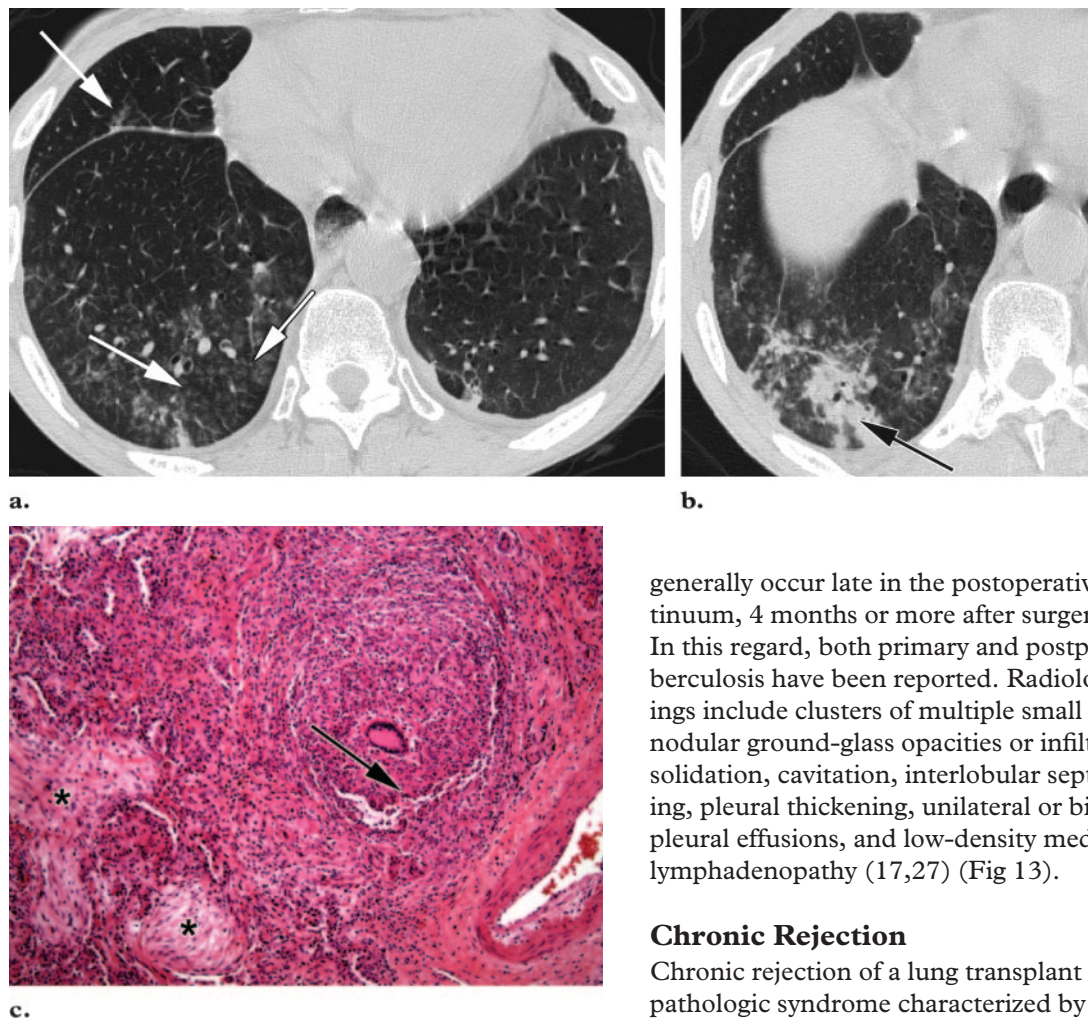 a.
b.
c.
generally occur late in the postoperativ
tinuum, 4 months or more after surger
In this regard, both primary and postp
berculosis have been reported. Radiolo
ings include clusters of multiple small
nodular ground-glass opacities or infilt
solidation, cavitation, interlobular sept
ing, pleural thickening, unilateral or bi
pleural effusions, and low-density med
lymphadenopathy (17,27) (Fig 13).
Chronic Rejection
Chronic rejection of a lung transplant
pathologic syndrome characterized by